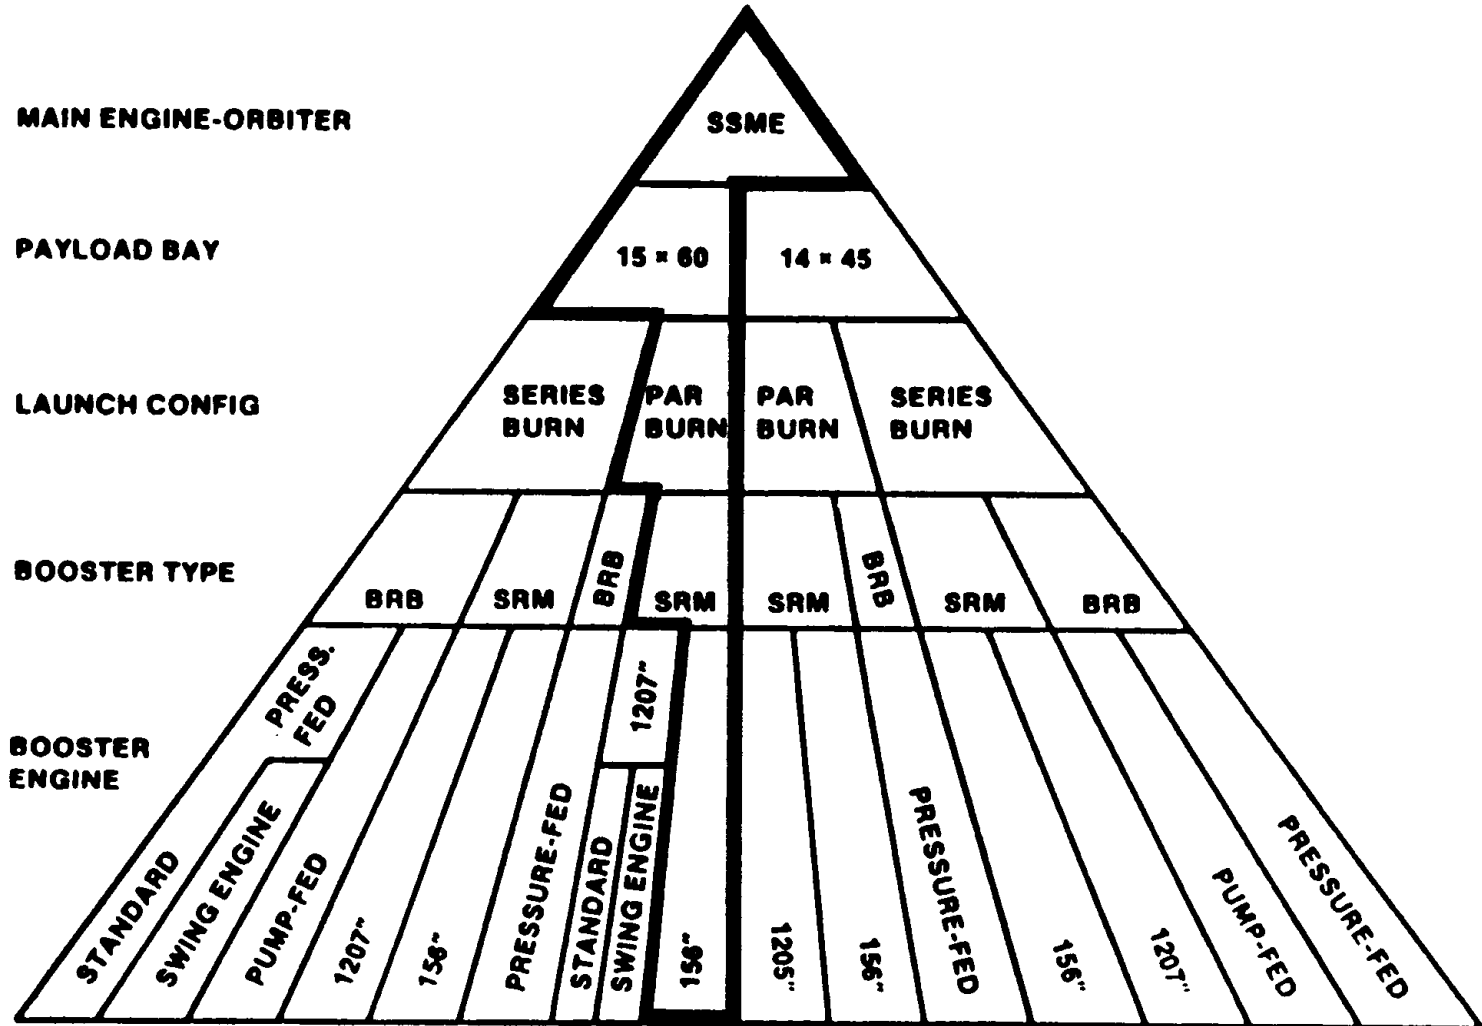 MAIN ENGINE-ORBITER
SSME
PAYLOAD BAY
15 × 60
14 × 45
LAUNCH CONFIG
SERIES
BURN
PAR
BURN
PAR
BURN
SERIES
BURN
BOOSTER TYPE
BRB
SRM
BRB
SRM
SRM
BRB
SRM
BRB
BOOSTER
ENGINE
PRESS.
FED
STANDARD
SWING ENGINE
PUMP-FED
1207"
156"
PRESSURE-FED
1207"
STANDARD
SWING ENGINE
156"
1205"
156"
PRESSURE-FED
156"
1207"
PUMP-FED
PRESSURE-FED